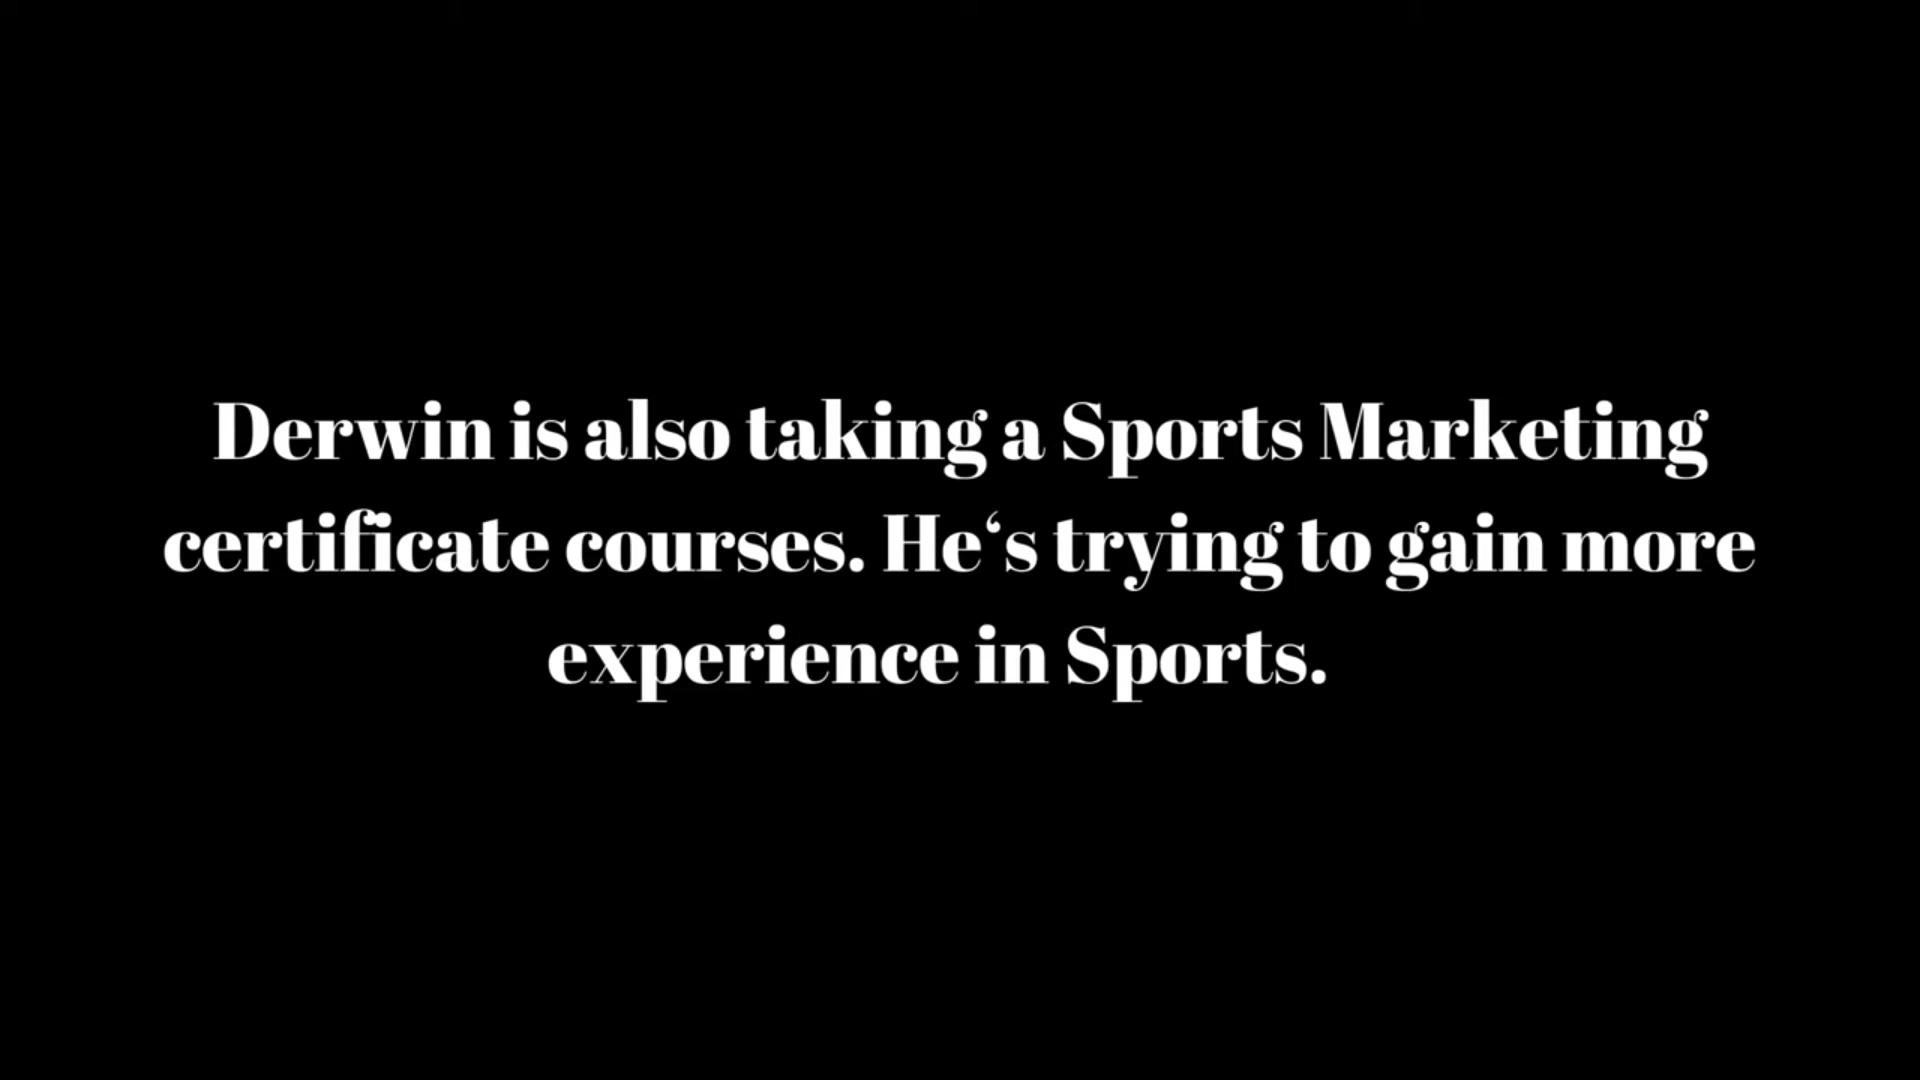 Derwin is also taking a Sports Marketing
certificate courses. He‘s trying to gain more
experience in Sports.